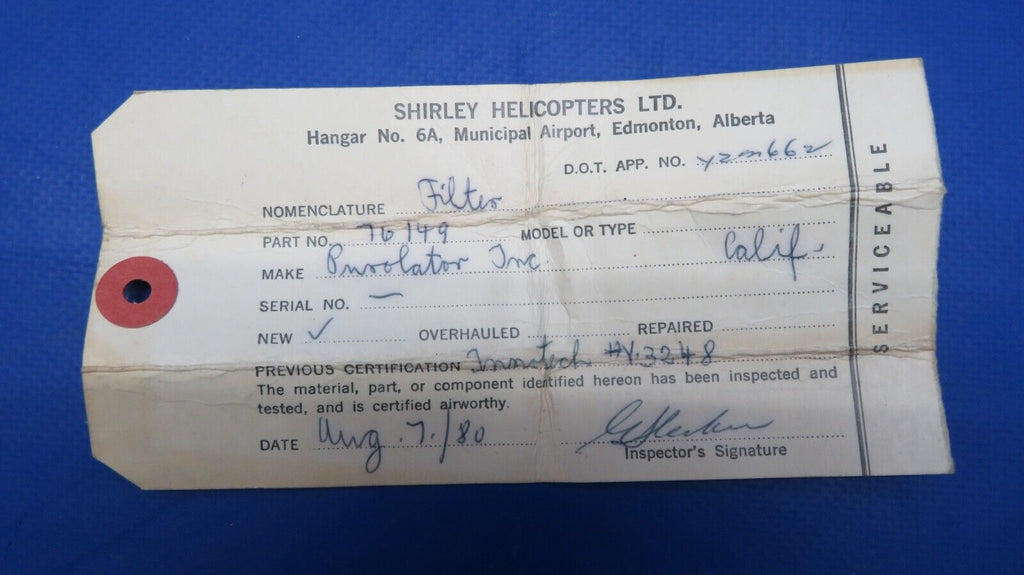 SHIRLEY HELICOPTERS LTD.
Hangar No. 6A, Municipal Airport, Edmonton, Alberta
D.O.T. APP. NO.
NOMENCLATURE Filter
PART NO. 76149 MODEL OR TYPE
MAKE Purolator Inc. Calif.
SERIAL NO. —
NEW ✓ OVERHAULED REPAIRED
PREVIOUS CERTIFICATION Innotech #V.3248
The material, part, or component identified hereon has been inspected and
tested, and is certified airworthy.
DATE Aug. 7./80
Inspector's Signature
SERVICEABLE